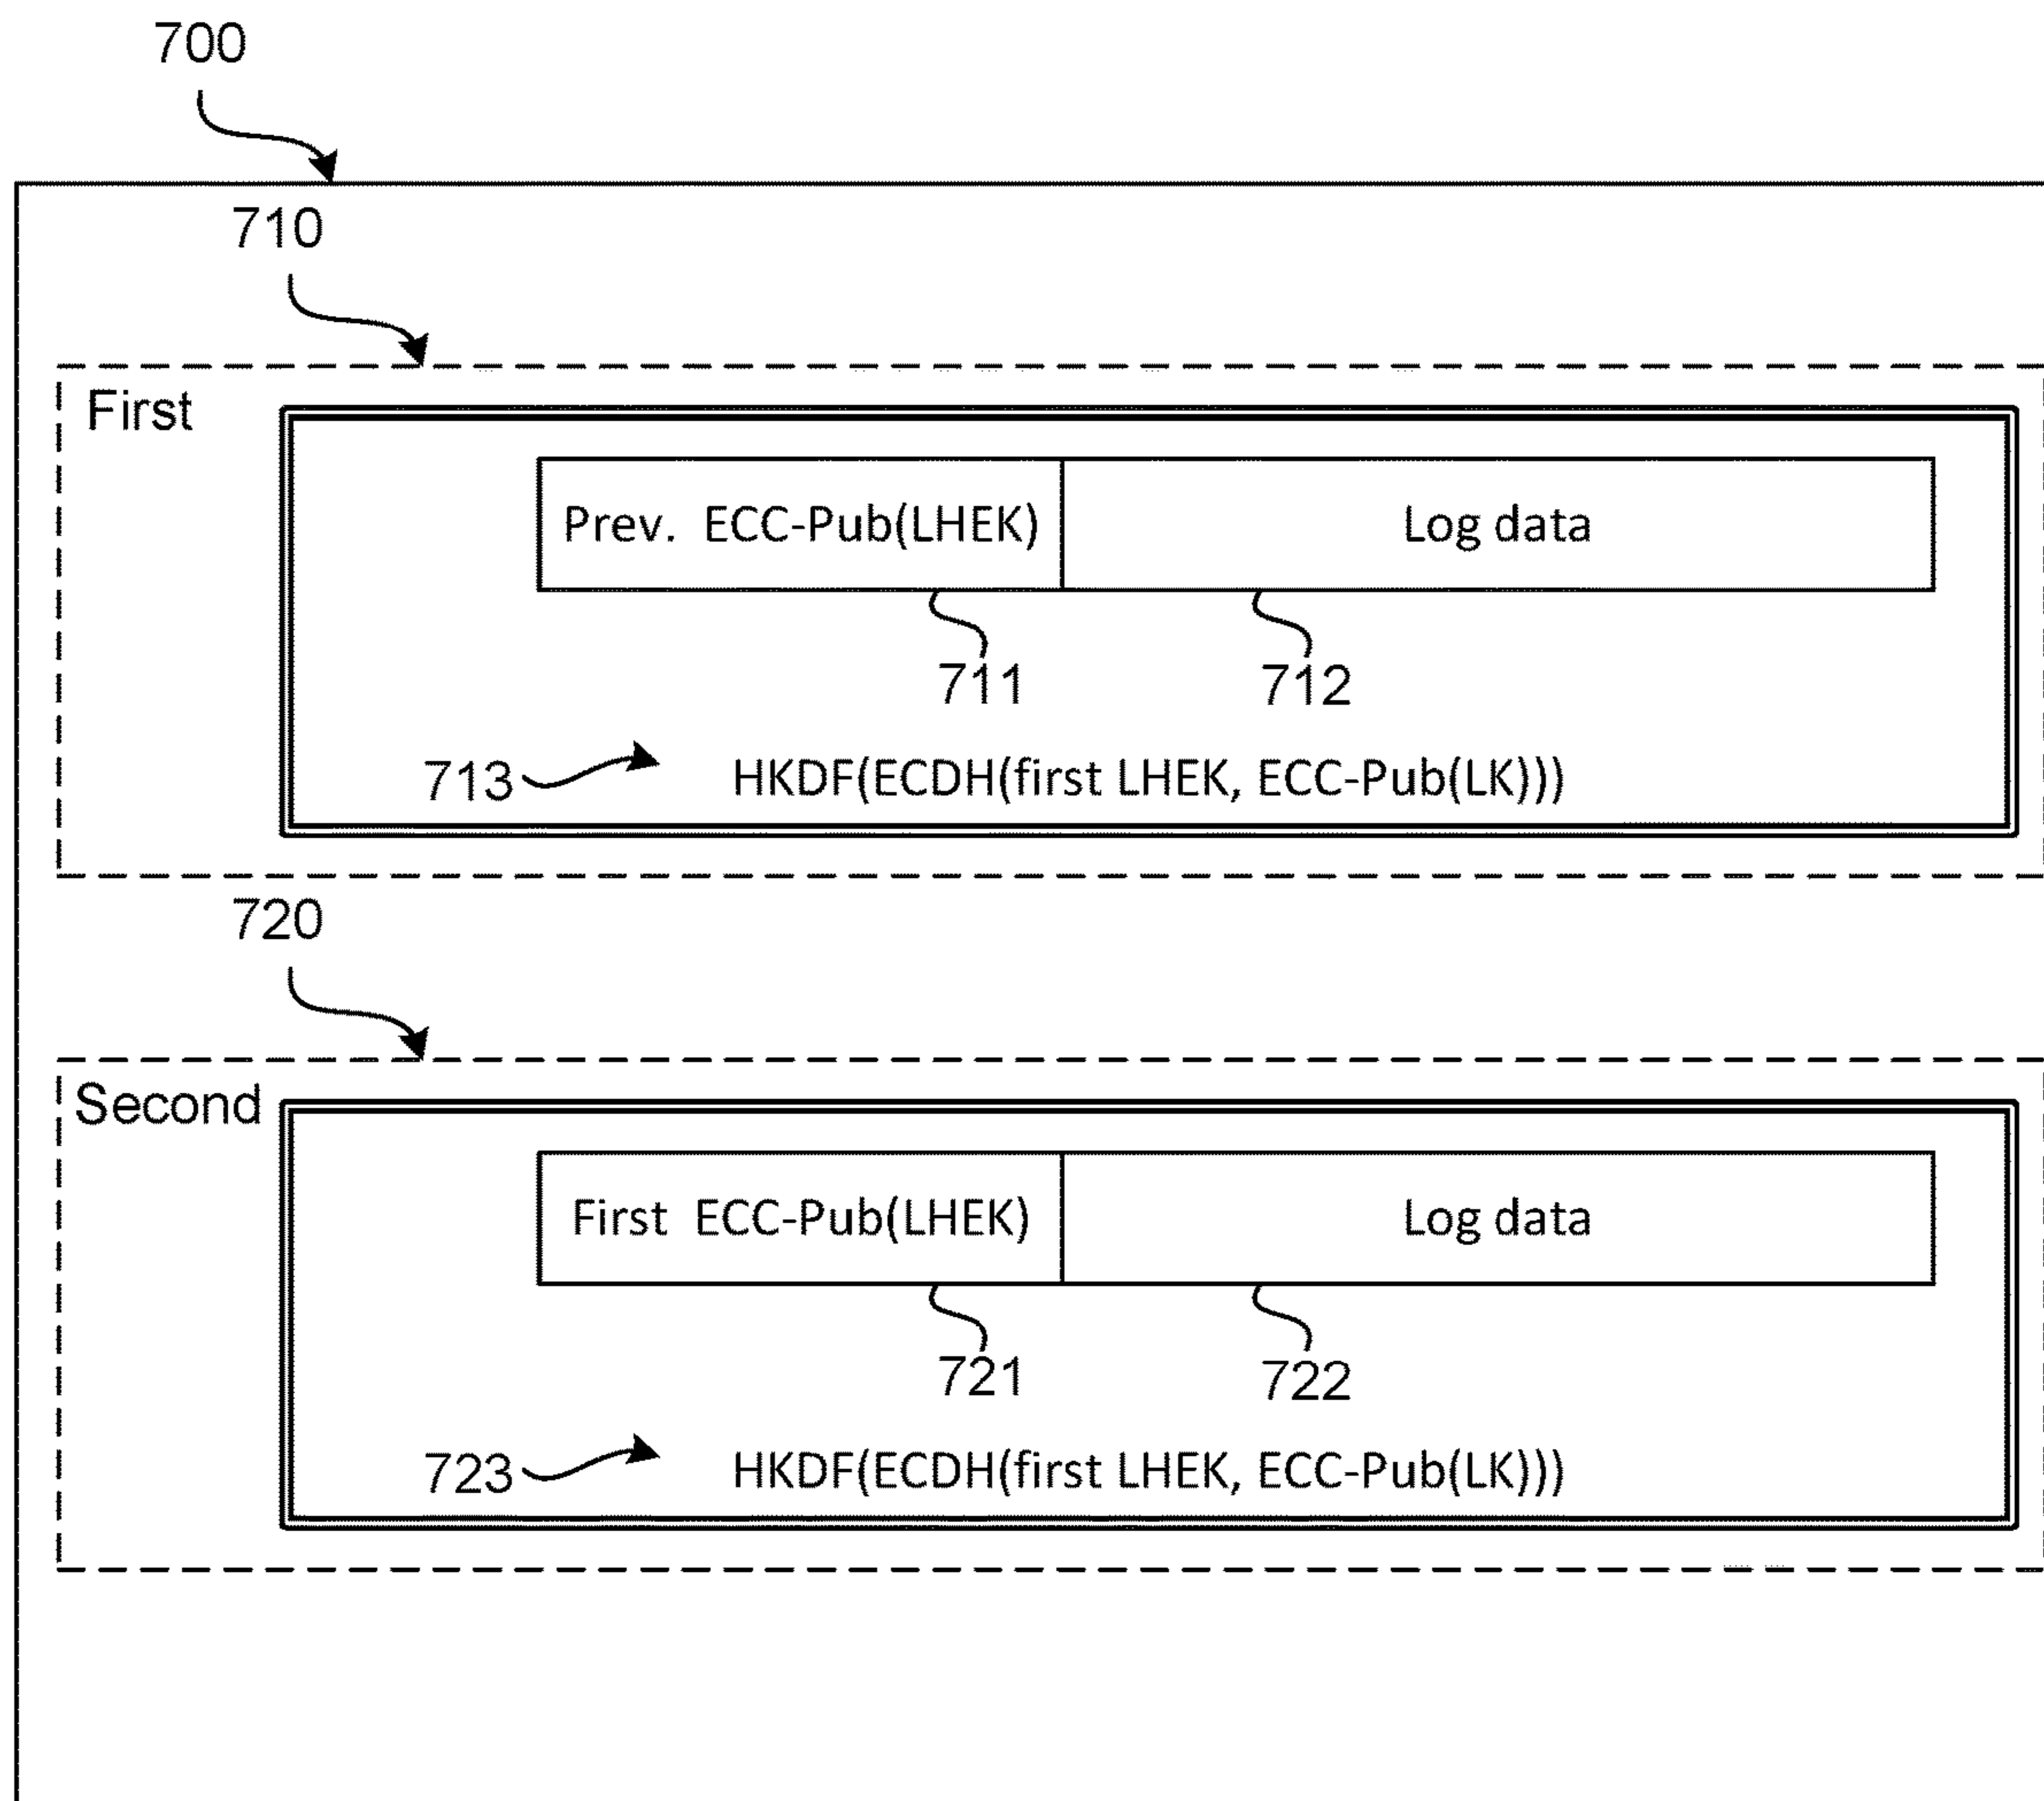 700
710
First
Prev. ECC-Pub(LHEK) Log data
711 712
713 HKDF(ECDH(first LHEK, ECC-Pub(LK)))
720
Second
First ECC-Pub(LHEK) Log data
721 722
723 HKDF(ECDH(first LHEK, ECC-Pub(LK)))